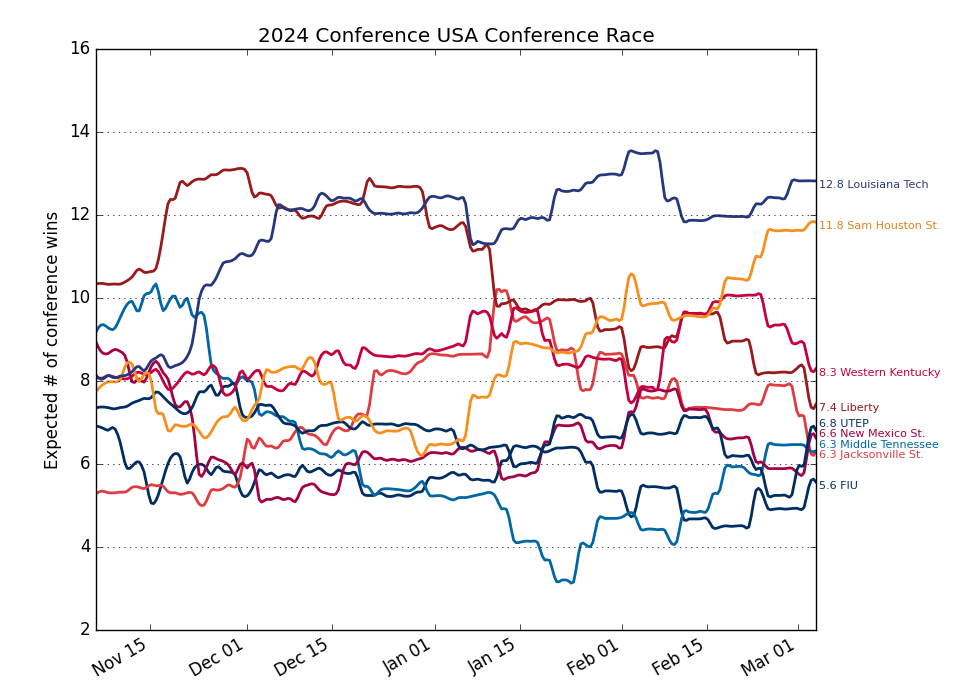 2024 Conference USA Conference Race
Expected # of conference wins
16
14
12
10
8
6
4
2
12.8 Louisiana Tech
11.8 Sam Houston St.
8.3 Western Kentucky
7.4 Liberty
6.8 UTEP
6.6 New Mexico St.
6.3 Middle Tennessee
6.3 Jacksonville St.
5.6 FIU
Nov 15
Dec 01
Dec 15
Jan 01
Jan 15
Feb 01
Feb 15
Mar 01